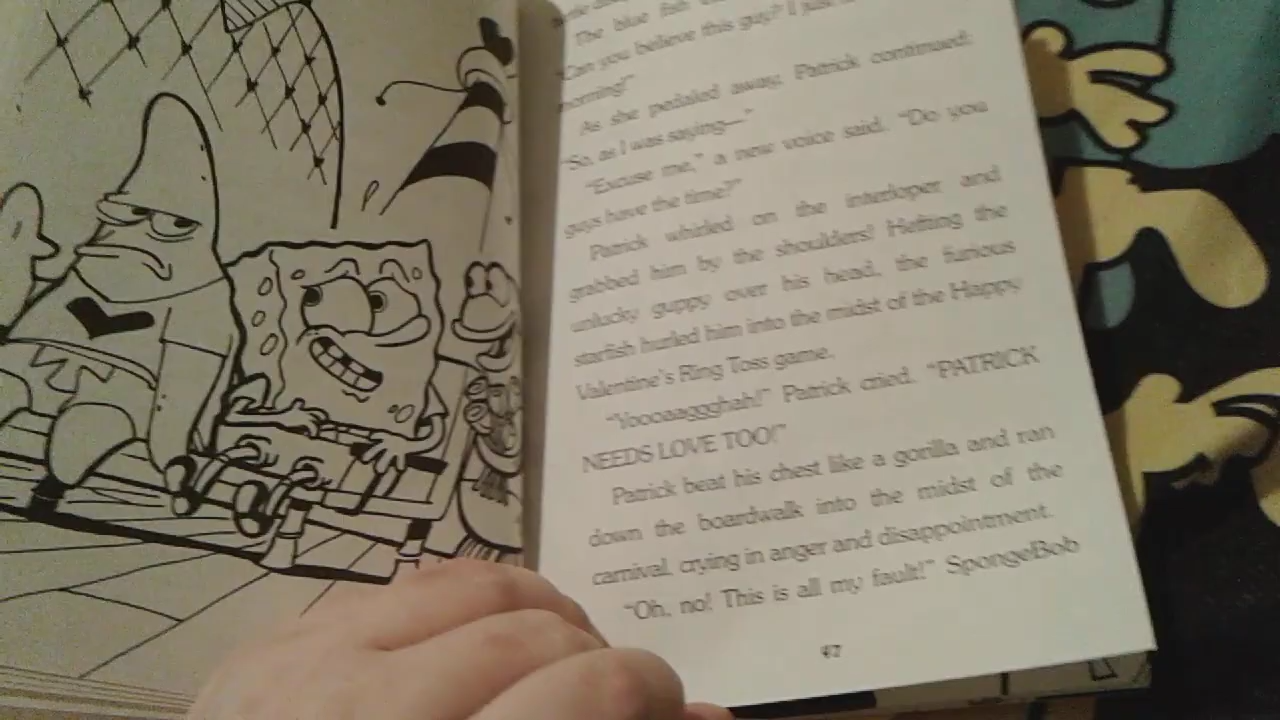 The blue fish
"Can you believe this guy? I just
morning!"
As she pedaled away, Patrick continued:
"So, as I was saying—"
"Excuse me," a new voice said. "Do you
guys have the time?"
Patrick whirled on the interloper and
grabbed him by the shoulders! Hefting the
unlucky guppy over his head, the furious
starfish hurled him into the midst of the Happy
Valentine's Ring Toss game.
"Yoooaaggghah!" Patrick cried. "PATRICK
NEEDS LOVE TOO!"
Patrick beat his chest like a gorilla and ran
down the boardwalk into the midst of the
carnival, crying in anger and disappointment.
"Oh, no! This is all my fault!" SpongeBob
47